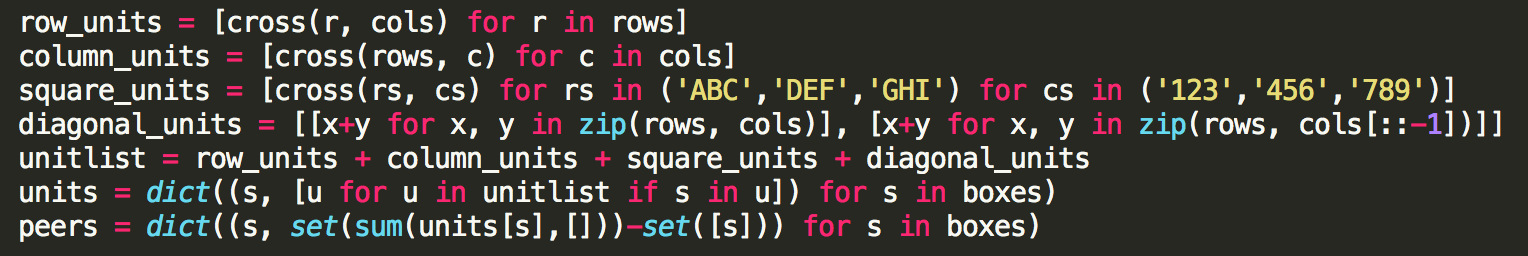 row_units = [cross(r, cols) for r in rows]
column_units = [cross(rows, c) for c in cols]
square_units = [cross(rs, cs) for rs in ('ABC','DEF','GHI') for cs in ('123','456','789')]
diagonal_units = [[x+y for x, y in zip(rows, cols)], [x+y for x, y in zip(rows, cols[::-1])]]
unitlist = row_units + column_units + square_units + diagonal_units
units = dict((s, [u for u in unitlist if s in u]) for s in boxes)
peers = dict((s, set(sum(units[s],[]))-set([s])) for s in boxes)